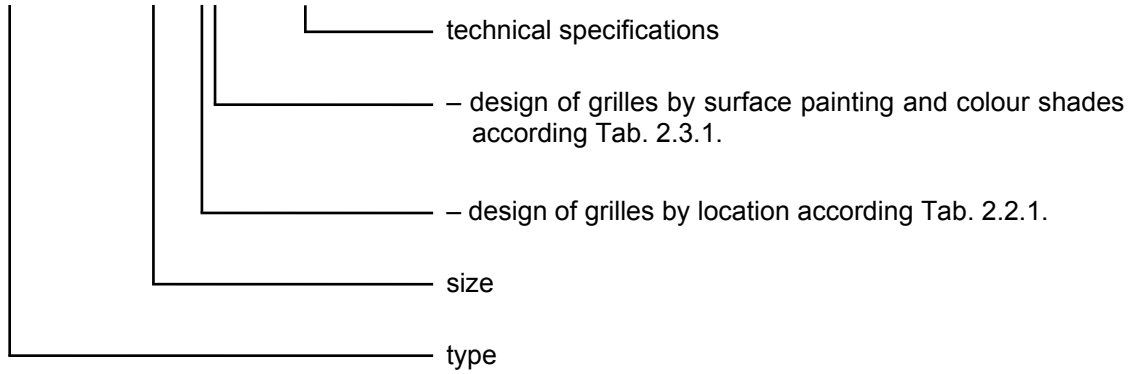 technical specifications
– design of grilles by surface painting and colour shades
according Tab. 2.3.1.
– design of grilles by location according Tab. 2.2.1.
size
type